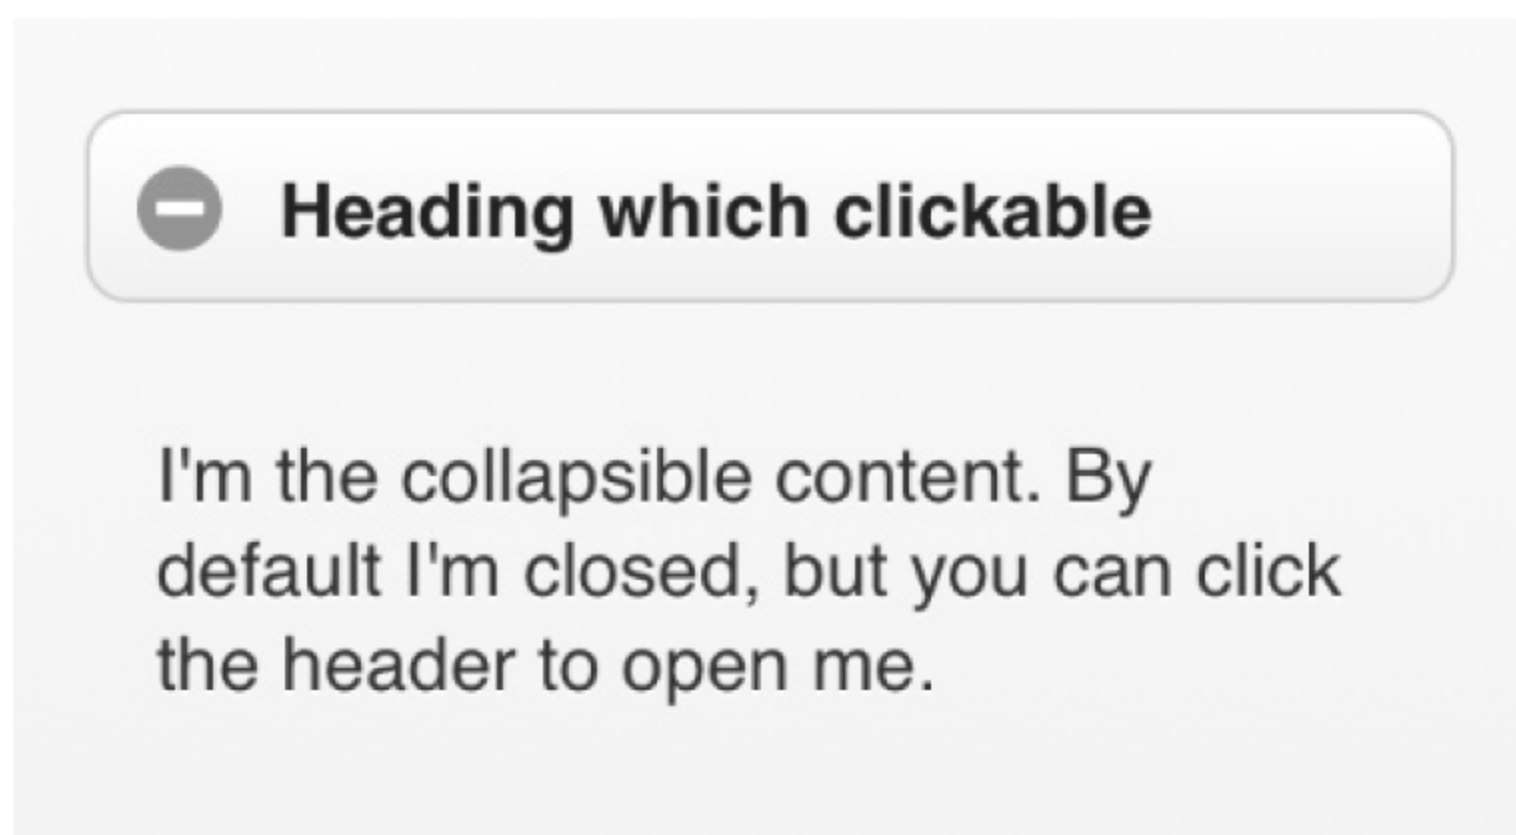 Heading which clickable
I'm the collapsible content. By
default I'm closed, but you can click
the header to open me.